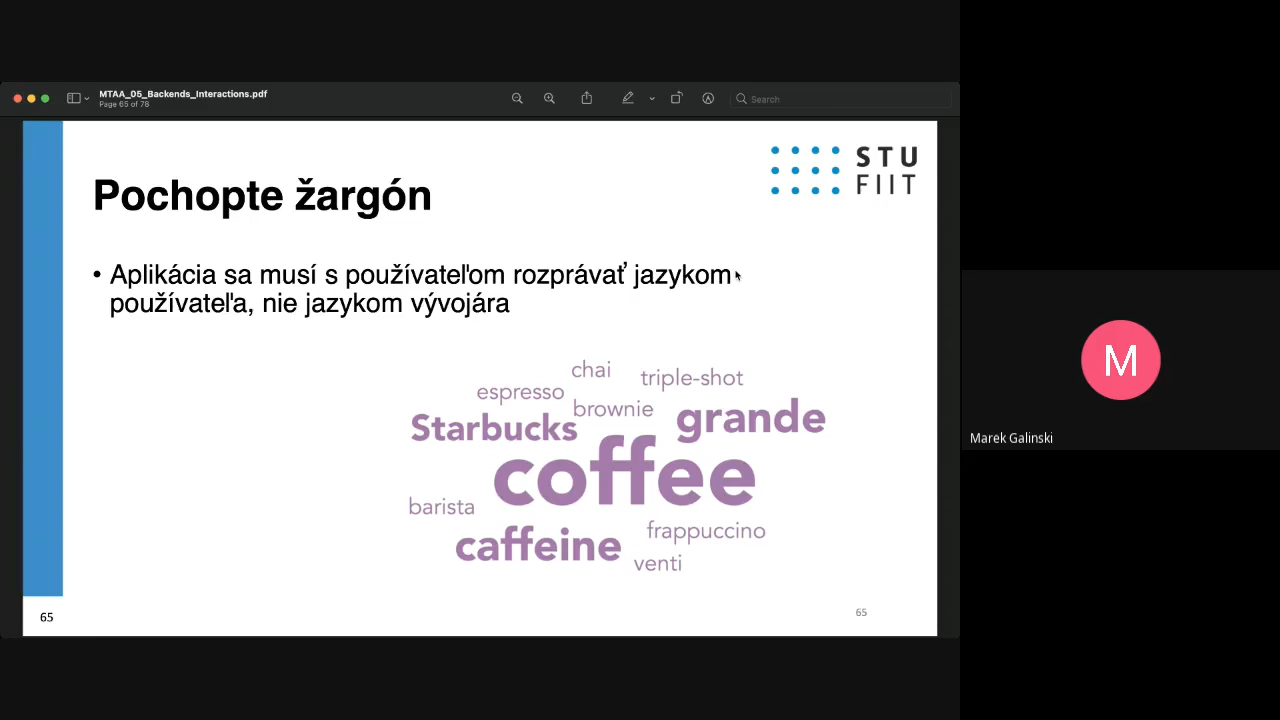 MTAA_05_Backends_Interactions.pdf
Page 65 of 78
Search
STU
FIIT
Pochopte žargón
• Aplikácia sa musí s používateľom rozprávať jazykom
používateľa, nie jazykom vývojára
chai
triple-shot
espresso
brownie
Starbucks
grande
coffee
barista
caffeine
frappuccino
venti
65
65
M
Marek Galinski